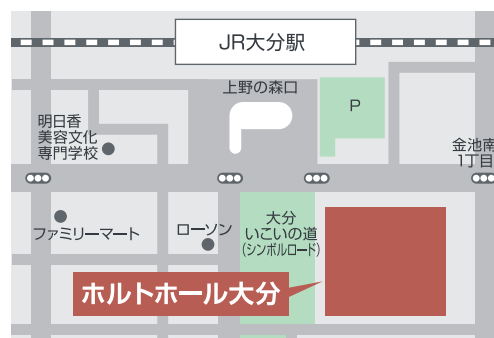 JR大分駅
上野の森口
P
明日香
美容文化
専門学校
金池南
1丁目
ファミリーマート
ローソン
大分
いこいの道
(シンボルロード)
ホルトホール大分